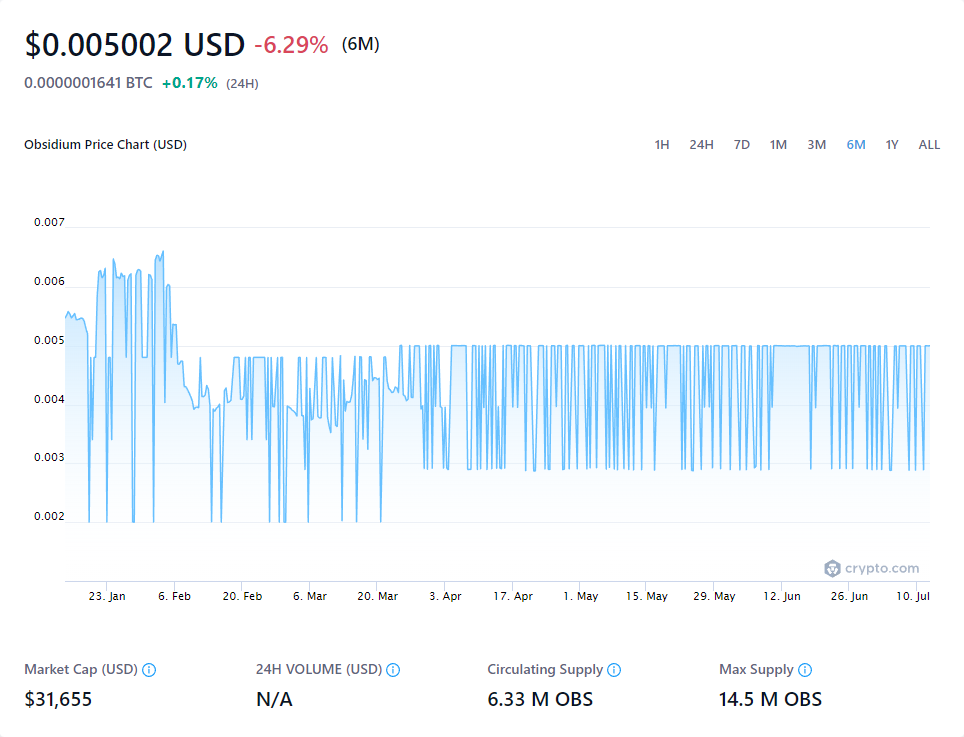 $0.005002 USD -6.29% (6M)
0.0000001641 BTC +0.17% (24H)
Obsidium Price Chart (USD) 1H 24H 7D 1M 3M 6M 1Y ALL
0.007
0.006
0.005
0.004
0.003
0.002
crypto.com
23. Jan 6. Feb 20. Feb 6. Mar 20. Mar 3. Apr 17. Apr 1. May 15. May 29. May 12. Jun 26. Jun 10. Jul
Market Cap (USD) 24H VOLUME (USD) Circulating Supply Max Supply
$31,655 N/A 6.33 M OBS 14.5 M OBS